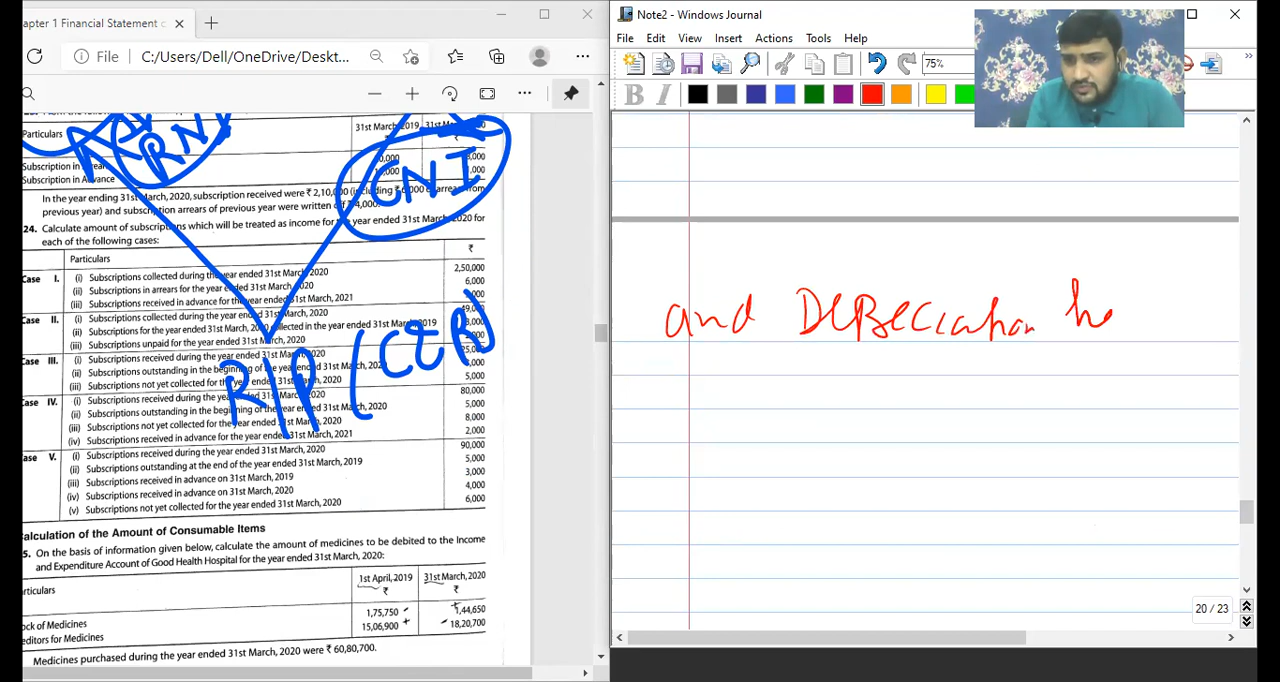 apter 1 Financial Statement c
File C:/Users/Dell/OneDrive/Deskt...
Note2 - Windows Journal
File Edit View Insert Actions Tools Help
75%
B I
Particulars 31st March, 2019
₹
Subscription in
Subscription in Advance
In the year ending 31st March, 2020, subscription received were ₹ 2,10,000 (including ₹ 6,000 of arrears from
previous year) and subscription arrears of previous year were written off ₹ 4,000.
24. Calculate amount of subscriptions which will be treated as income for the year ended 31st March, 2020 for
each of the following cases:
Particulars ₹
Case I. (i) Subscriptions collected during the year ended 31st March, 2020 2,50,000
(ii) Subscriptions in arrears for the year ended 31st March, 2020 6,000
(iii) Subscriptions received in advance for the year ended 31st March, 2021
Case II. (i) Subscriptions collected during the year ended 31st March, 2020
(ii) Subscriptions for the year ended 31st March, 2020 collected in the march, 2019
(iii) Subscriptions unpaid for the year ended 31st March, 2020
Case III. (i) Subscriptions received during the year ended 31st March, 2020
(ii) Subscriptions outstanding in the beginning of the year ended 31st March, 2020
(iii) Subscriptions not yet collected for the year ended 31st March, 2020 5,000
Case IV. (i) Subscriptions received during the year ended 31st March, 2020 80,000
(ii) Subscriptions outstanding in the beginning of the year ended 31st March, 2020 5,000
(iii) Subscriptions not yet collected for the year ended 31st March, 2020 8,000
(iv) Subscriptions received in advance for the year ended 31st March, 2021 2,000
Case V. (i) Subscriptions received during the year ended 31st March, 2020 90,000
(ii) Subscriptions outstanding at the end of the year ended 31st March, 2019 5,000
(iii) Subscriptions received in advance on 31st March, 2019 3,000
(iv) Subscriptions received in advance on 31st March, 2020 4,000
(v) Subscriptions not yet collected for the year ended 31st March, 2020 6,000
alculation of the Amount of Consumable Items
5. On the basis of information given below, calculate the amount of medicines to be debited to the Income
and Expenditure Account of Good Health Hospital for the year ended 31st March, 2020:
rticulars 1st April, 2019 31st March, 2020
₹ ₹
ock of Medicines 1,75,750 1,44,650
editors for Medicines 15,06,900 18,20,700
Medicines purchased during the year ended 31st March, 2020 were ₹ 60,80,700.
RN
CNI
R/P
and DEPReciation he
20 / 23